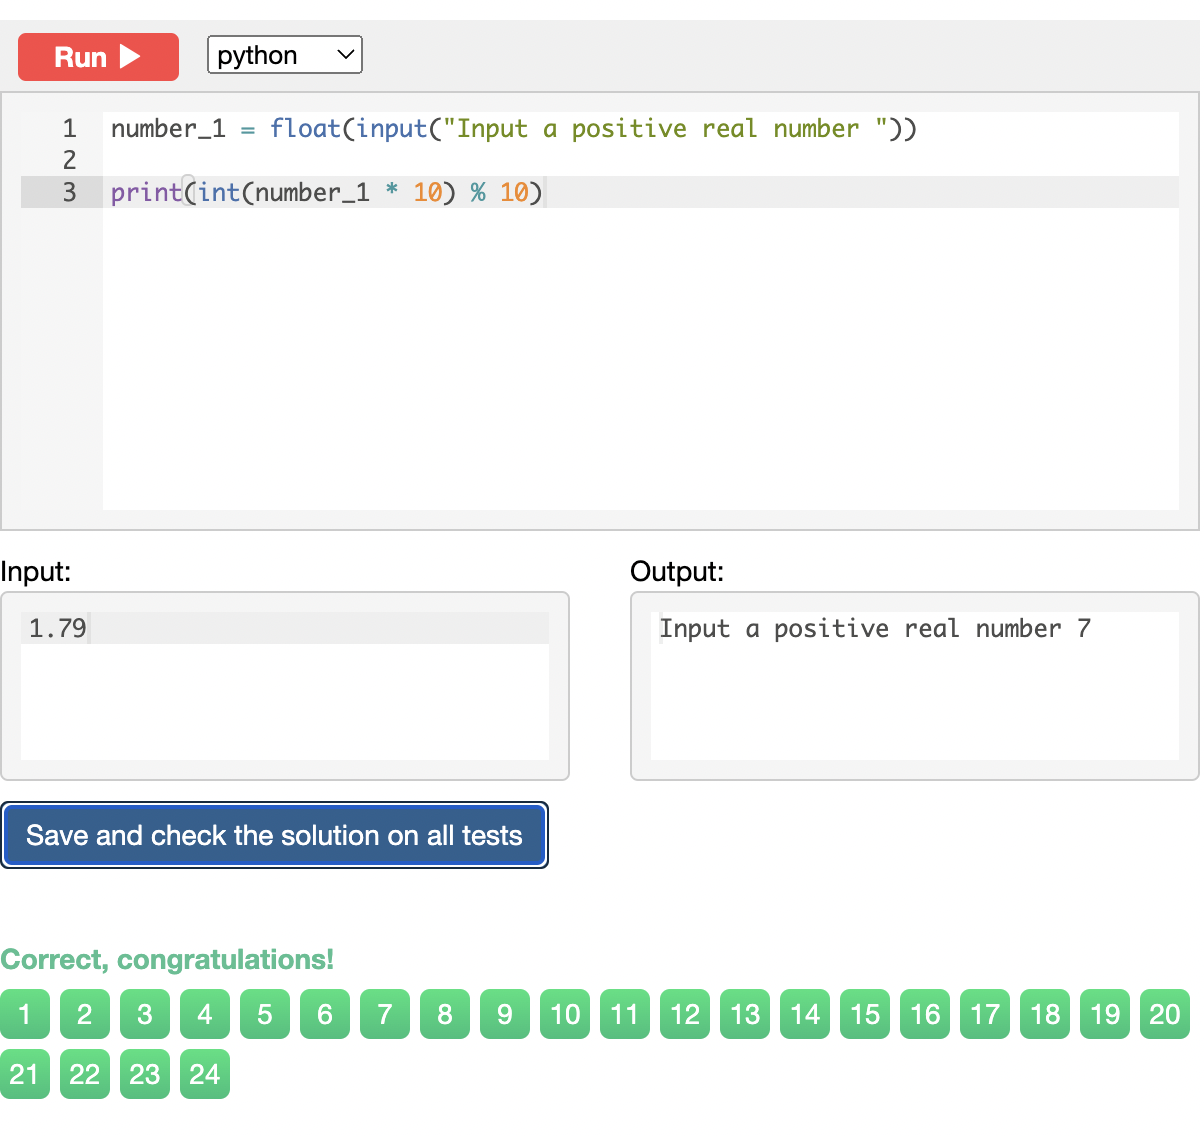 Run
python
1 number_1 = float(input("Input a positive real number "))
2
3 print(int(number_1 * 10) % 10)
Input:
Output:
1.79
Input a positive real number 7
Save and check the solution on all tests
Correct, congratulations!
1 2 3 4 5 6 7 8 9 10 11 12 13 14 15 16 17 18 19 20
21 22 23 24